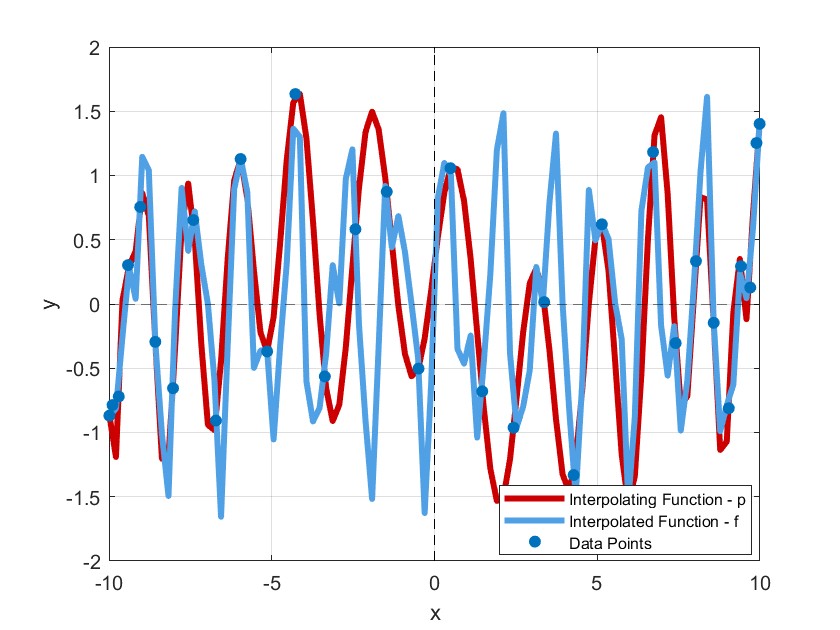 2
1.5
1
0.5
0
-0.5
-1
-1.5
-2
y
-10
-5
0
5
10
x
Interpolating Function - p
Interpolated Function - f
Data Points